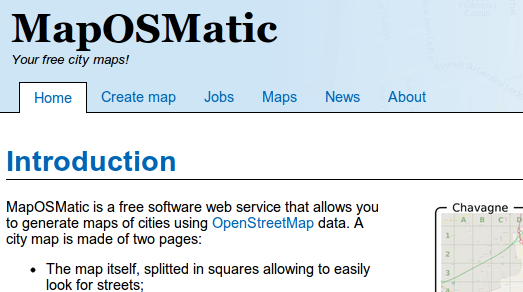 MapOSMatic
Your free city maps!
Home Create map Jobs Maps News About
Introduction
MapOSMatic is a free software web service that allows you
to generate maps of cities using OpenStreetMap data. A
city map is made of two pages:
• The map itself, splitted in squares allowing to easily
look for streets;
Chavagne
A B C D
1
2
3